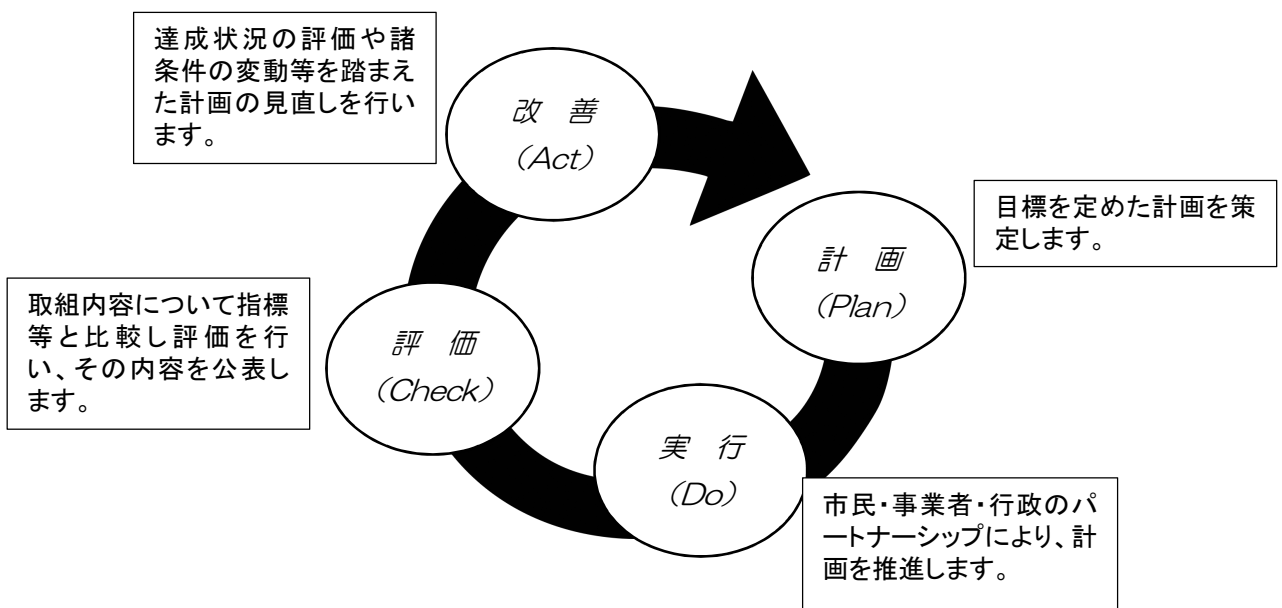 達成状況の評価や諸
条件の変動等を踏まえ
た計画の見直しを行い
ます。
改 善
(Act)
目標を定めた計画を策
定します。
計 画
(Plan)
取組内容について指標
等と比較し評価を行
い、その内容を公表し
ます。
評 価
(Check)
実 行
(Do)
市民・事業者・行政のパ
ートナーシップにより、計
画を推進します。